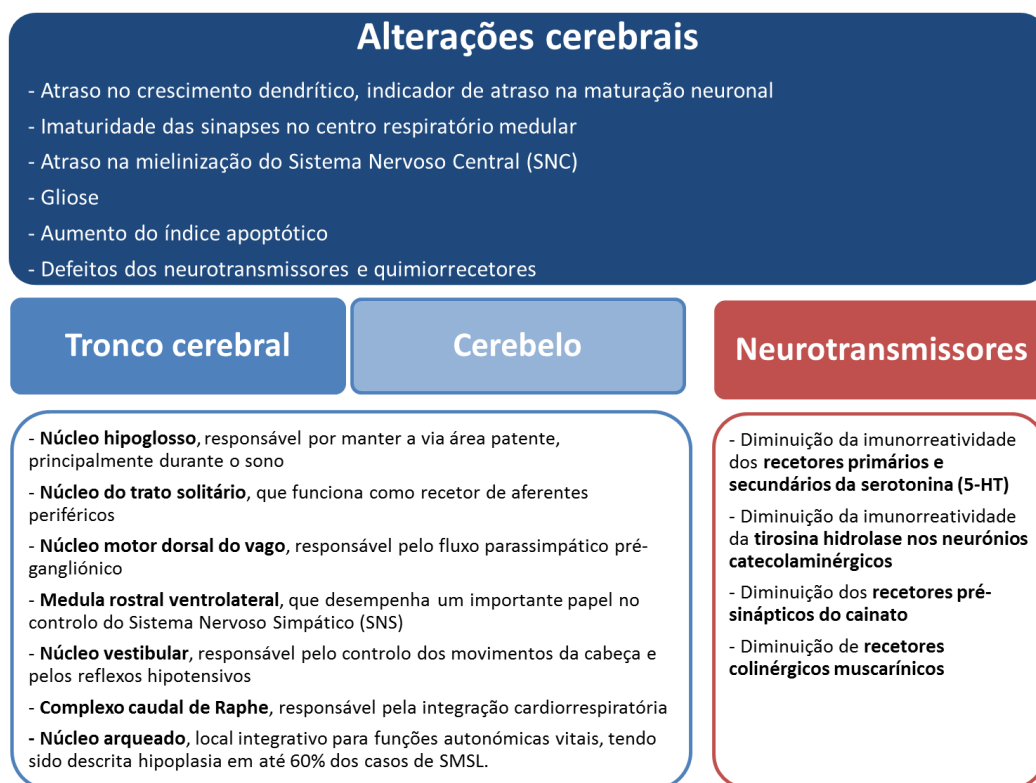 Alterações cerebrais
- Atraso no crescimento dendrítico, indicador de atraso na maturação neuronal
- Imaturidade das sinapses no centro respiratório medular
- Atraso na mielinização do Sistema Nervoso Central (SNC)
- Gliose
- Aumento do índice apoptótico
- Defeitos dos neurotransmissores e quimiorrecetores
Tronco cerebral
Cerebelo
- Núcleo hipoglosso, responsável por manter a via área patente,
principalmente durante o sono
- Núcleo do trato solitário, que funciona como recetor de aferentes
periféricos
- Núcleo motor dorsal do vago, responsável pelo fluxo parassimpático pré-
gangliónico
- Medula rostral ventrolateral, que desempenha um importante papel no
controlo do Sistema Nervoso Simpático (SNS)
- Núcleo vestibular, responsável pelo controlo dos movimentos da cabeça e
pelos reflexos hipotensivos
- Complexo caudal de Raphe, responsável pela integração cardiorrespiratória
- Núcleo arqueado, local integrativo para funções autonómicas vitais, tendo
sido descrita hipoplasia em até 60% dos casos de SMSL.
Neurotransmissores
- Diminuição da imunorreatividade
dos recetores primários e
secundários da serotonina (5-HT)
- Diminuição da imunorreatividade
da tirosina hidrolase nos neurónios
catecolaminérgicos
- Diminuição dos recetores pré-
sinápticos do cainato
- Diminuição de recetores
colinérgicos muscarínicos